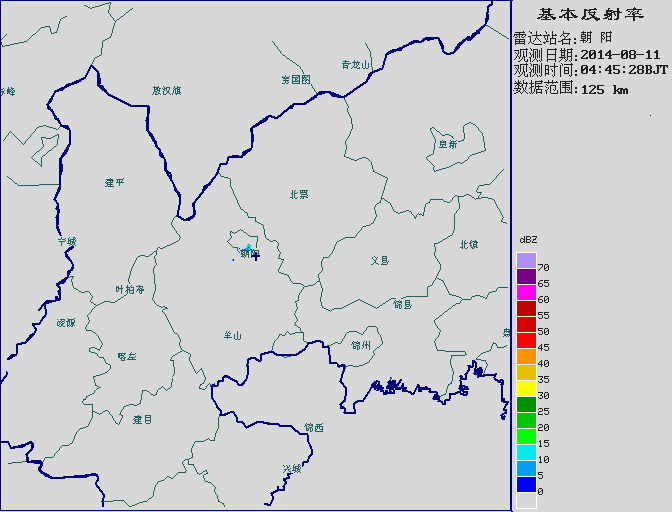 基本反射率
雷达站名:朝 阳
观测日期:2014-08-11
观测时间:04:45:28BJT
数据范围:125 km
青龙山
宝国图
敖汉旗
赤峰
阜新
建平
北票
宁城
朝阳
义县
北镇
叶柏寿
锦县
凌源
羊山
锦州
喀左
建昌
锦西
兴城
dBZ
70
65
60
55
50
45
40
35
30
25
20
15
10
5
0